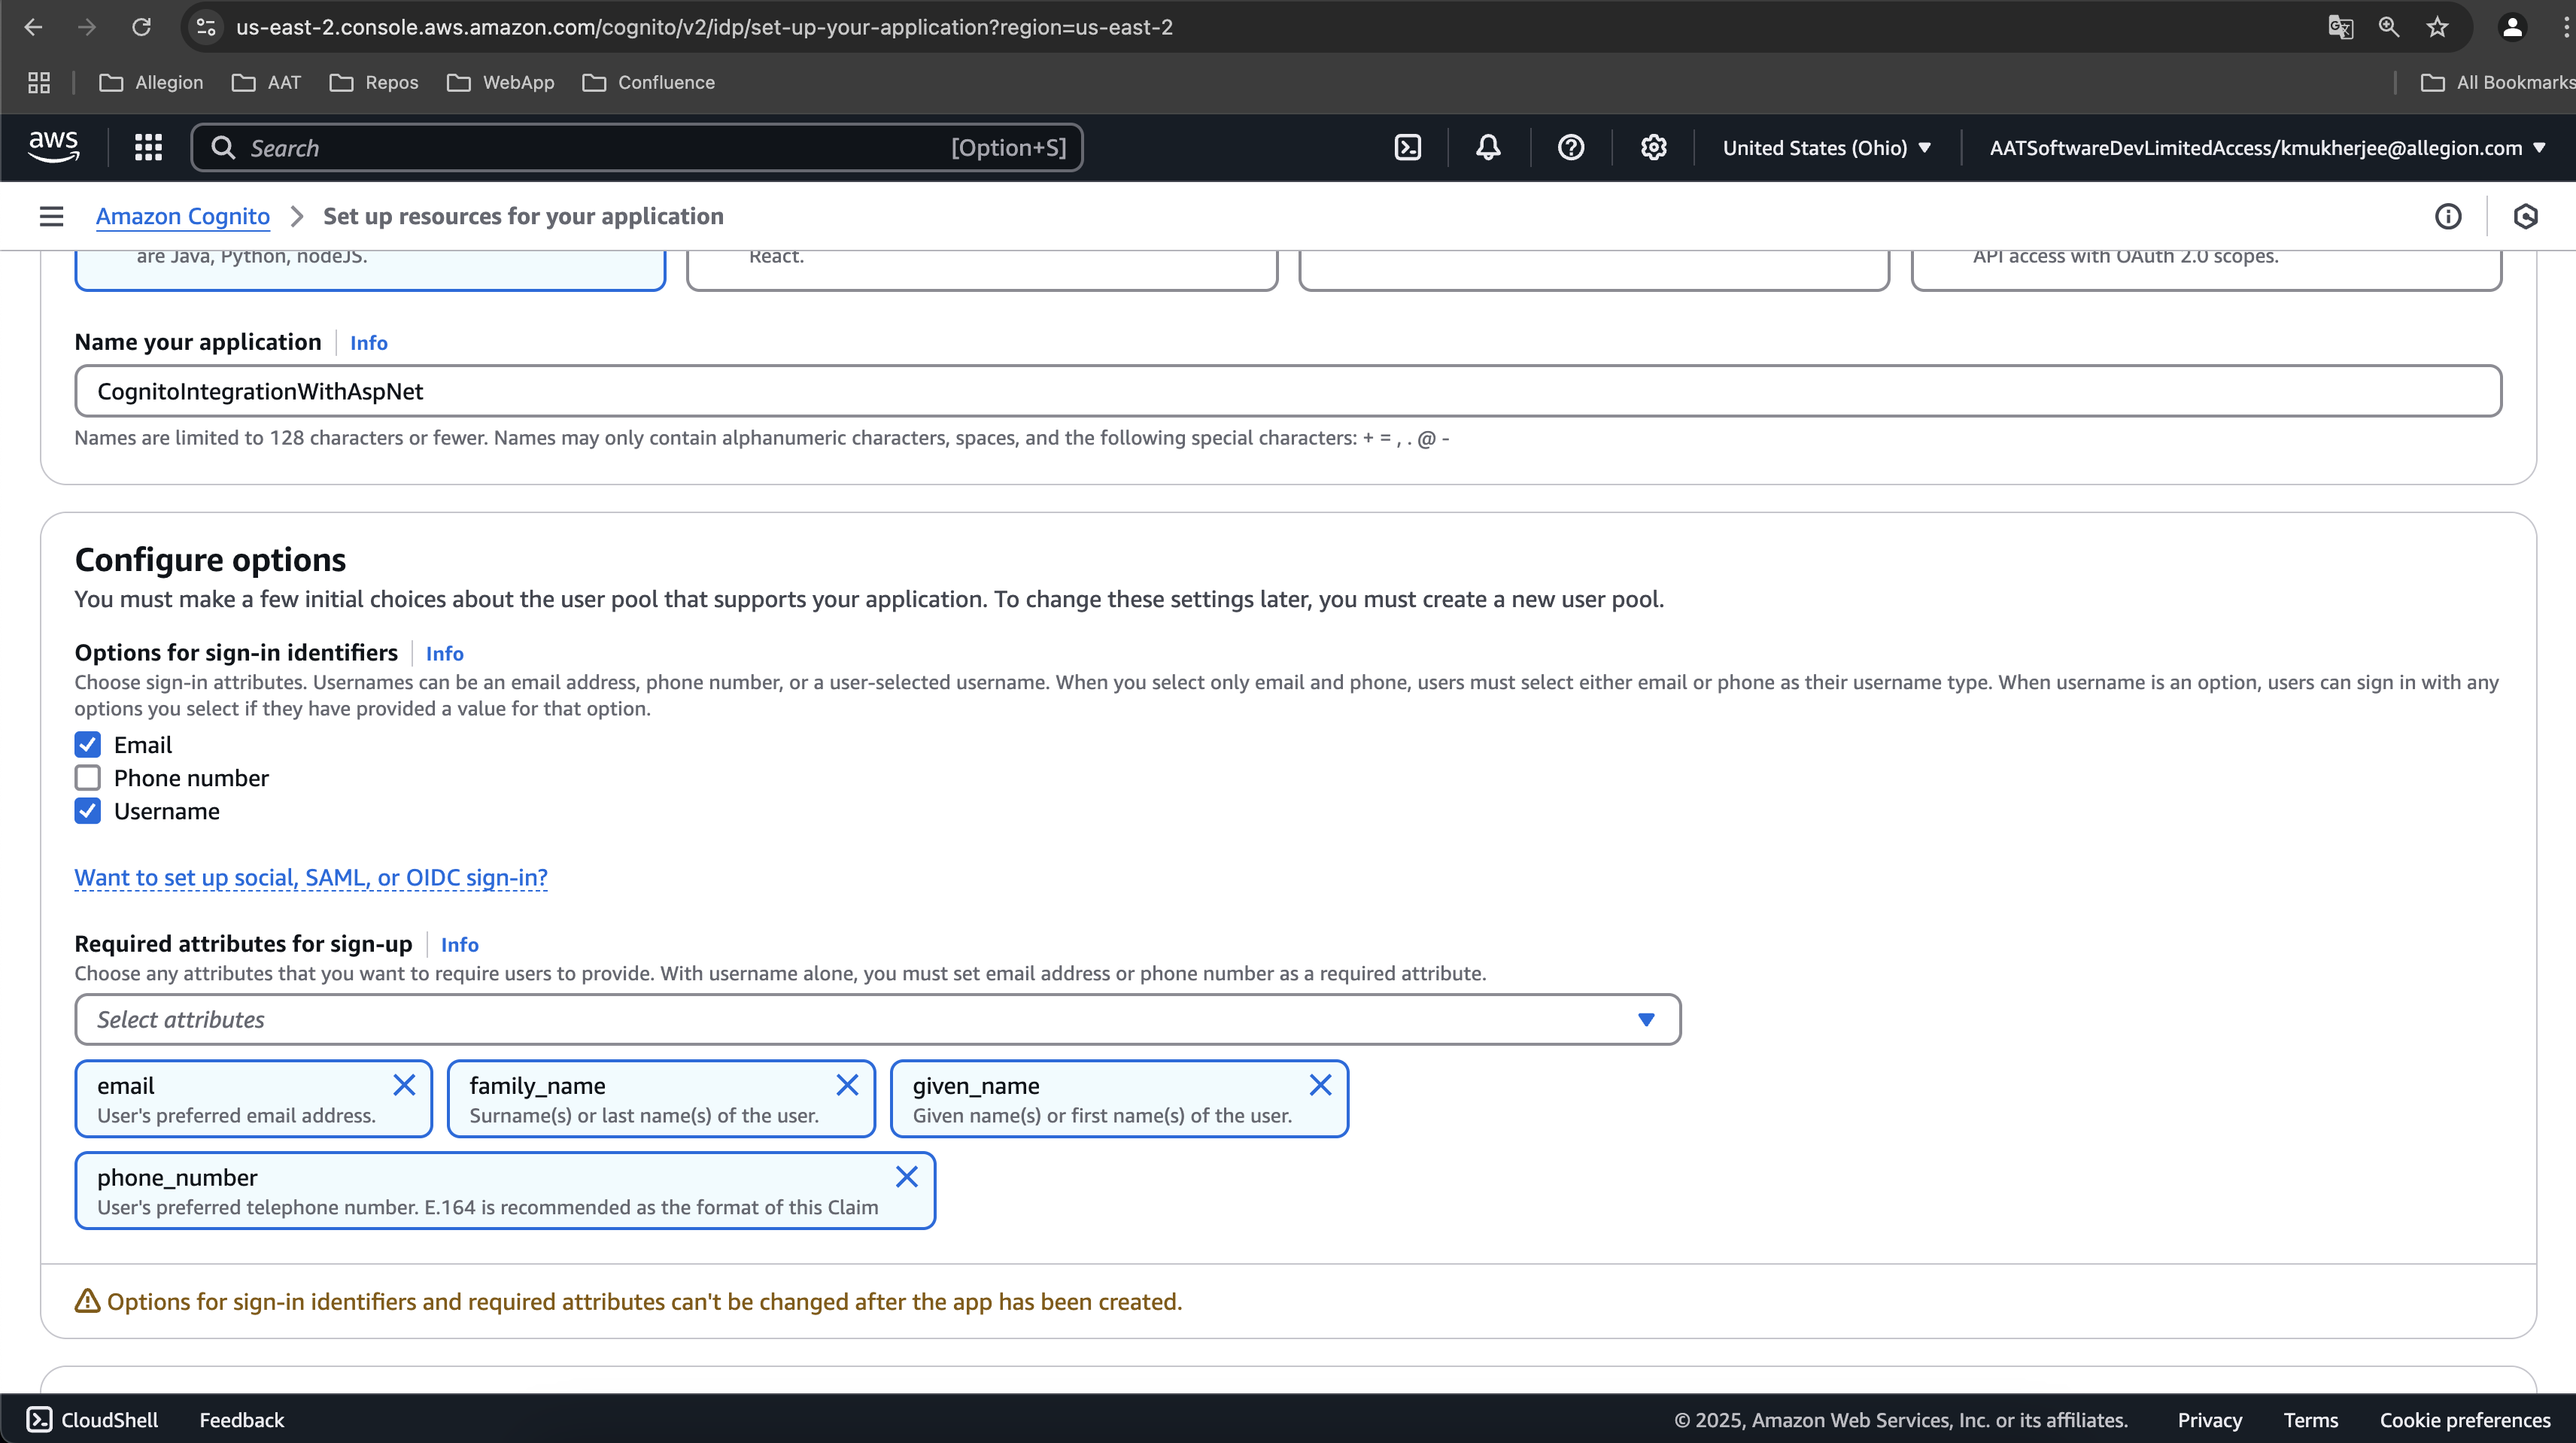 us-east-2.console.aws.amazon.com/cognito/v2/idp/set-up-your-application?region=us-east-2
Allegion
AAT
Repos
WebApp
Confluence
All Bookmarks
aws
Search
[Option+S]
United States (Ohio)
AATSoftwareDevLimitedAccess/kmukherjee@allegion.com
Amazon Cognito
Set up resources for your application
are Java, Python, nodeJS.
React.
API access with OAuth 2.0 scopes.
Name your application
Info
CognitoIntegrationWithAspNet
Names are limited to 128 characters or fewer. Names may only contain alphanumeric characters, spaces, and the following special characters: + = , . @ -
Configure options
You must make a few initial choices about the user pool that supports your application. To change these settings later, you must create a new user pool.
Options for sign-in identifiers
Info
Choose sign-in attributes. Usernames can be an email address, phone number, or a user-selected username. When you select only email and phone, users must select either email or phone as their username type. When username is an option, users can sign in with any
options you select if they have provided a value for that option.
Email
Phone number
Username
Want to set up social, SAML, or OIDC sign-in?
Required attributes for sign-up
Info
Choose any attributes that you want to require users to provide. With username alone, you must set email address or phone number as a required attribute.
Select attributes
email
User's preferred email address.
family_name
Surname(s) or last name(s) of the user.
given_name
Given name(s) or first name(s) of the user.
phone_number
User's preferred telephone number. E.164 is recommended as the format of this Claim
Options for sign-in identifiers and required attributes can't be changed after the app has been created.
CloudShell
Feedback
© 2025, Amazon Web Services, Inc. or its affiliates.
Privacy
Terms
Cookie preferences